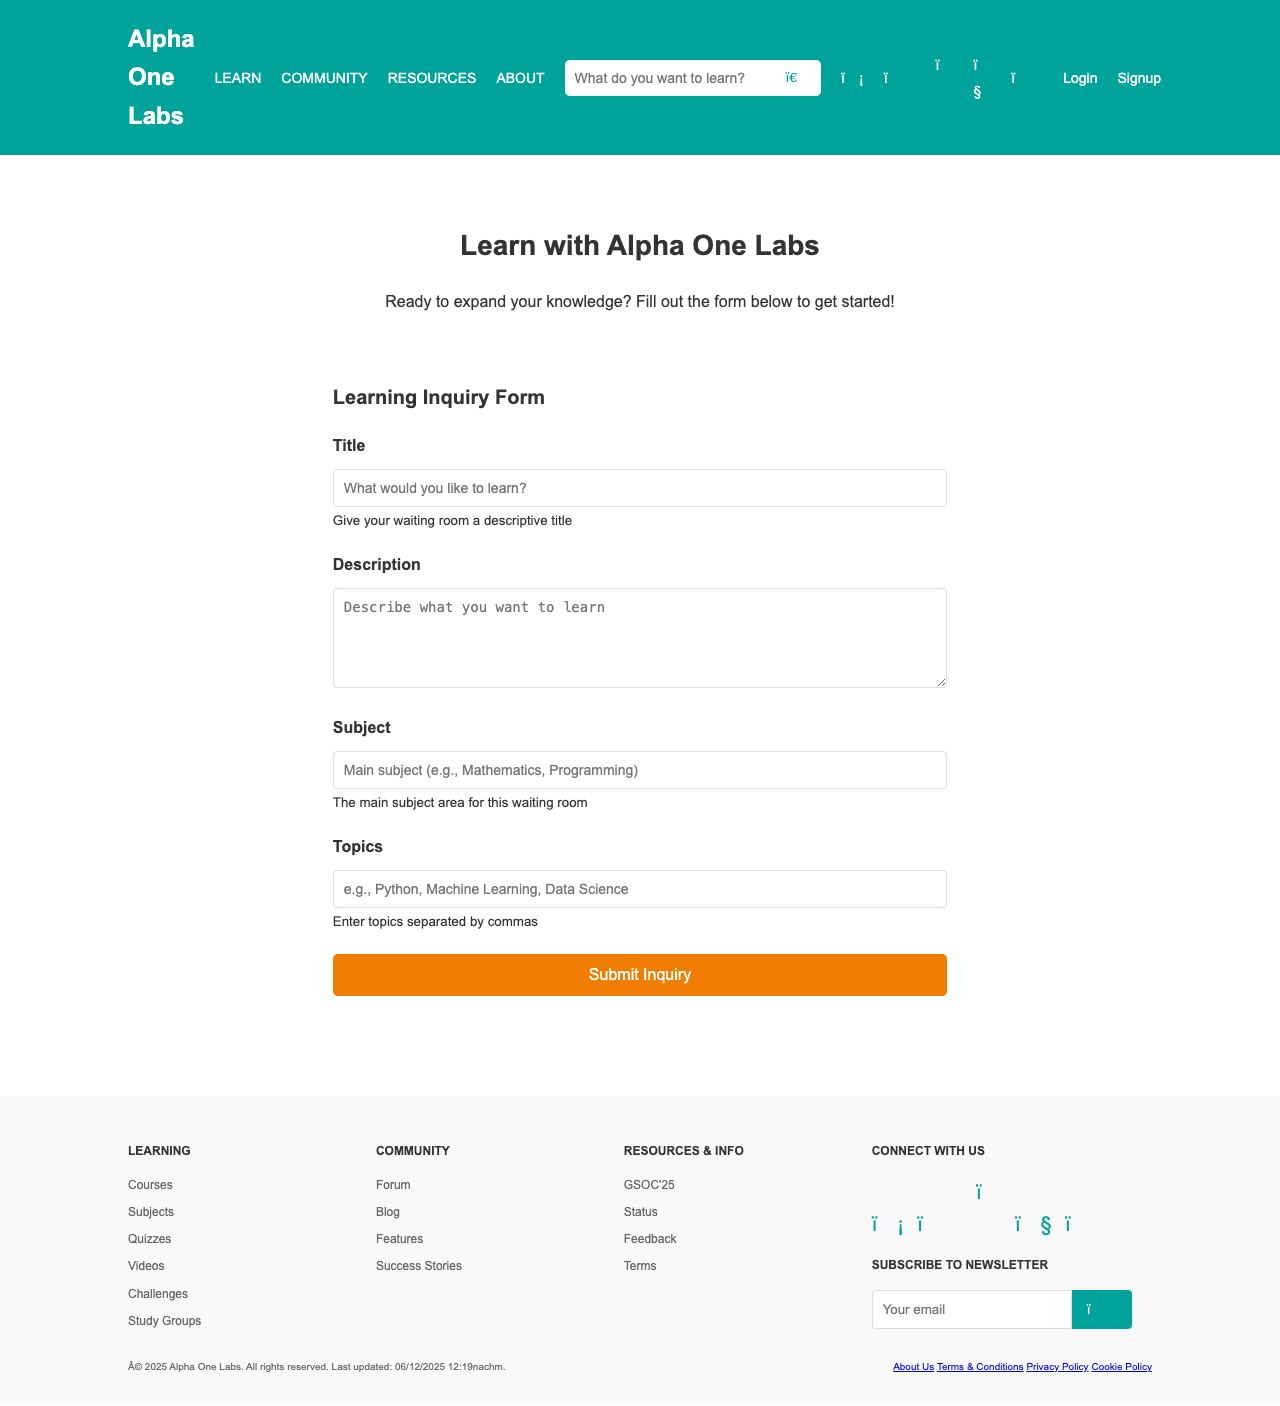 Alpha
One
Labs
LEARN COMMUNITY RESOURCES ABOUT What do you want to learn? ï€ ï ¡ ï ï ï § ï Login Signup
Learn with Alpha One Labs
Ready to expand your knowledge? Fill out the form below to get started!
Learning Inquiry Form
Title
What would you like to learn?
Give your waiting room a descriptive title
Description
Describe what you want to learn
Subject
Main subject (e.g., Mathematics, Programming)
The main subject area for this waiting room
Topics
e.g., Python, Machine Learning, Data Science
Enter topics separated by commas
Submit Inquiry
LEARNING
Courses
Subjects
Quizzes
Videos
Challenges
Study Groups
COMMUNITY
Forum
Blog
Features
Success Stories
RESOURCES & INFO
GSOC'25
Status
Feedback
Terms
CONNECT WITH US
ï
ï ¡ ï ï § ï
SUBSCRIBE TO NEWSLETTER
Your email ï
Â© 2025 Alpha One Labs. All rights reserved. Last updated: 06/12/2025 12:19nachm.
About Us Terms & Conditions Privacy Policy Cookie Policy